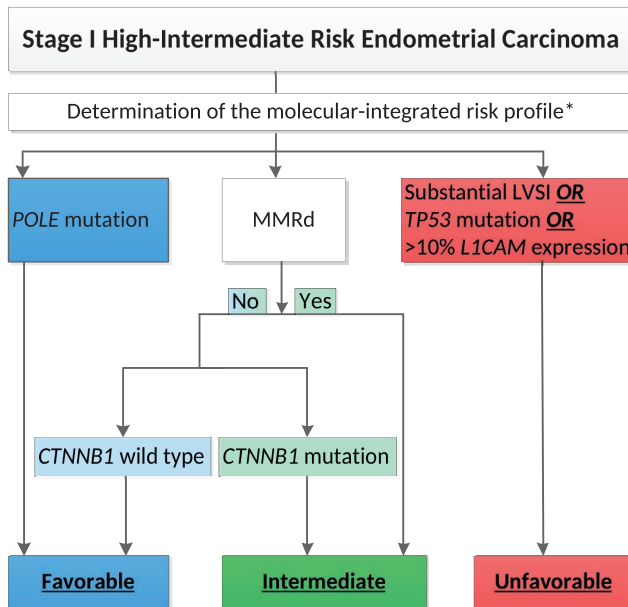 Stage I High-Intermediate Risk Endometrial Carcinoma
Determination of the molecular-integrated risk profile*
POLE mutation
MMRd
Substantial LVSI OR
TP53 mutation OR
>10% L1CAM expression
No
Yes
CTNNB1 wild type
CTNNB1 mutation
Favorable
Intermediate
Unfavorable